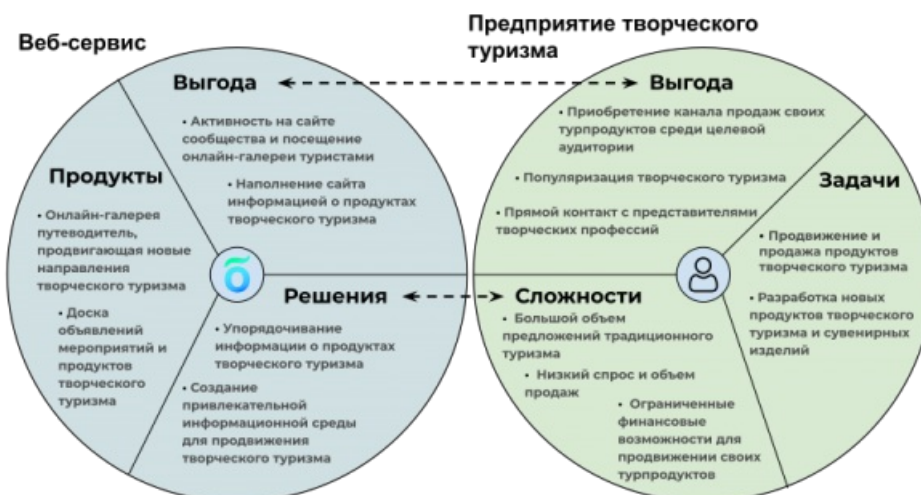 Веб-сервис
Предприятие творческого
туризма
Выгода
• Активность на сайте
сообщества и посещение
онлайн-галереи туристами
• Наполнение сайта
информацией о продуктах
творческого туризма
Продукты
• Онлайн-галерея
путеводитель,
продвигающая новые
направления
творческого туризма
• Доска
объявлений
мероприятий и
продуктов
творческого
туризма
Решения
• Упорядочивание
информации о продуктах
творческого туризма
• Создание
привлекательной
информационной среды
для продвижения
творческого туризма
Выгода
• Приобретение канала продаж своих
турпродуктов среди целевой
аудитории
• Популяризация творческого туризма
• Прямой контакт с представителями
творческих профессий
Задачи
• Продвижение и
продажа продуктов
творческого туризма
• Разработка новых
продуктов творческого
туризма и сувенирных
изделий
Сложности
• Большой объем
предложений традиционного
туризма
• Низкий спрос и объем
продаж
• Ограниченные
финансовые
возможности для
продвижении своих
турпродуктов